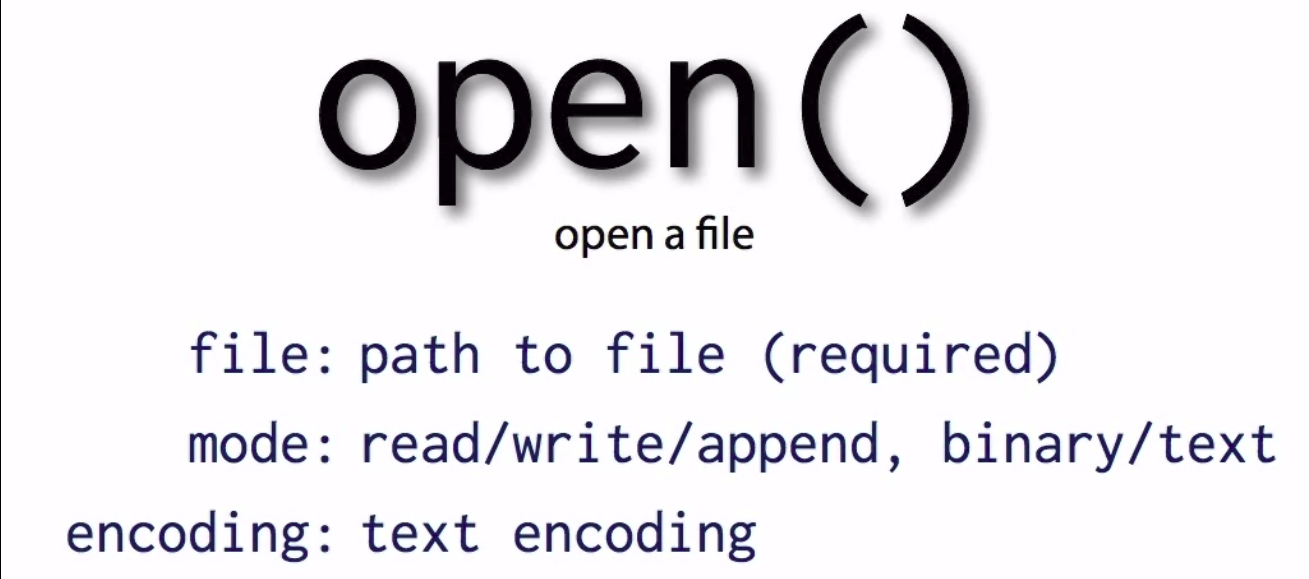 open()
open a file
file: path to file (required)
mode: read/write/append, binary/text
encoding: text encoding